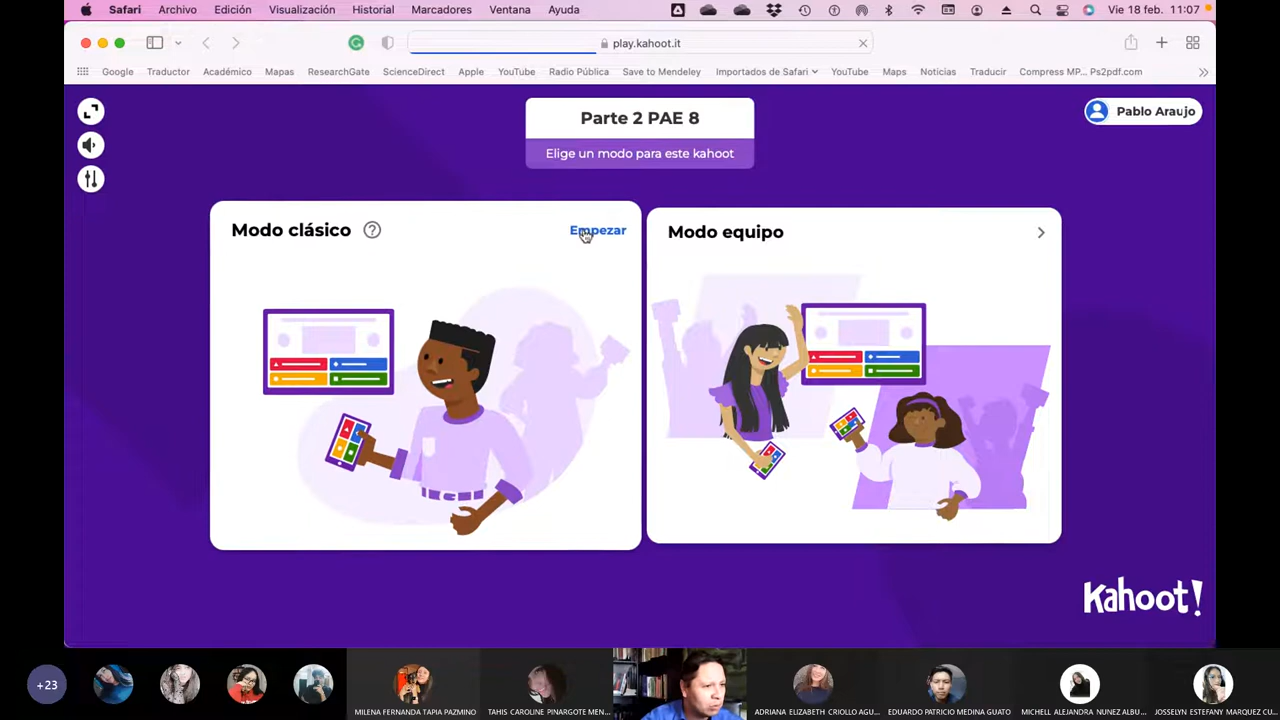 Safari Archivo Edición Visualización Historial Marcadores Ventana Ayuda Vie 18 feb. 11:07
play.kahoot.it
Google Traductor Académico Mapas ResearchGate ScienceDirect Apple YouTube Radio Pública Save to Mendeley Importados de Safari YouTube Maps Noticias Traducir Compress MP... Ps2pdf.com
Parte 2 PAE 8
Pablo Araujo
Elige un modo para este kahoot
Modo clásico ? Empezar
Modo equipo
Kahoot!
+23
MILENA FERNANDA TAPIA PAZMINO
TAHIS CAROLINE PINARGOTE MEN...
ADRIANA ELIZABETH CRIOLLO AGU...
EDUARDO PATRICIO MEDINA GUATO
MICHELL ALEJANDRA NUNEZ ALBU...
JOSSELYN ESTEFANY MARQUEZ CU...